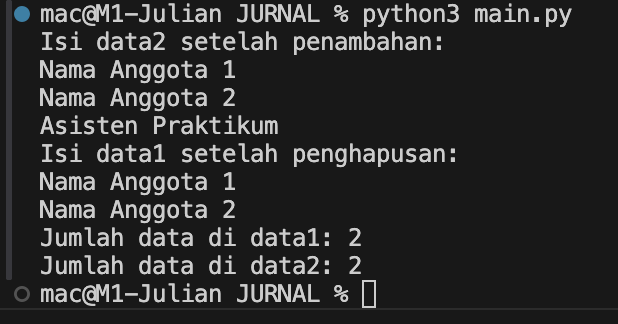 mac@M1-Julian JURNAL % python3 main.py
Isi data2 setelah penambahan:
Nama Anggota 1
Nama Anggota 2
Asisten Praktikum
Isi data1 setelah penghapusan:
Nama Anggota 1
Nama Anggota 2
Jumlah data di data1: 2
Jumlah data di data2: 2
mac@M1-Julian JURNAL %